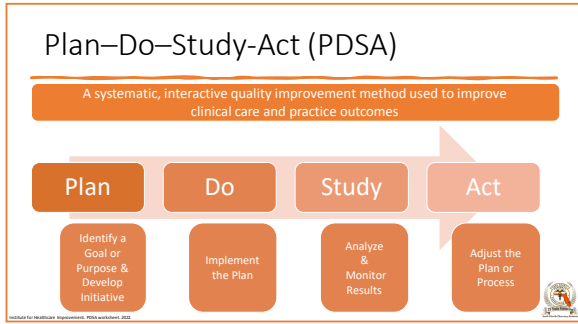 Plan–Do–Study-Act (PDSA)
A systematic, interactive quality improvement method used to improve
clinical care and practice outcomes
Plan
Do
Study
Act
Identify a
Goal or
Purpose &
Develop
Initiative
Implement
the Plan
Analyze
&
Monitor
Results
Adjust the
Plan or
Process
Institute for Healthcare Improvement. PDSA worksheet. 2022.